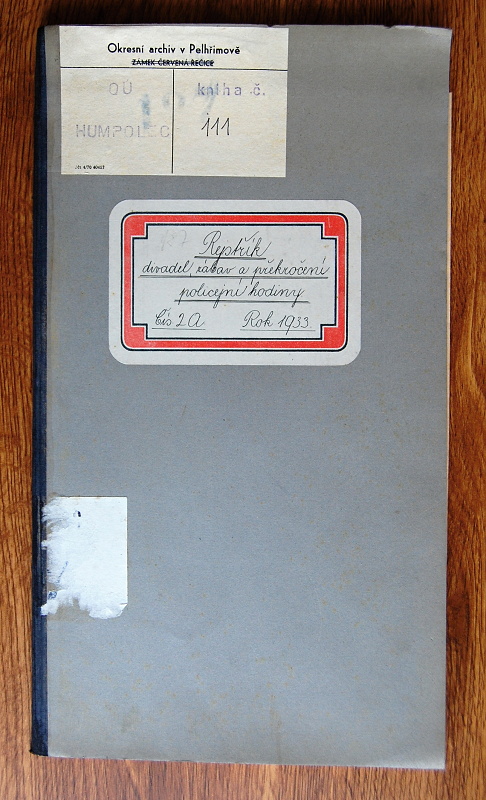 Okresní archiv v Pelhřimově
ZÁMEK ČERVENÁ ŘEČICE
OÚ
kniha č.
HUMPOLEC
111
Rejstřík
divadel, zábav a překročení
policejní hodiny
Čís 2A Rok 1933